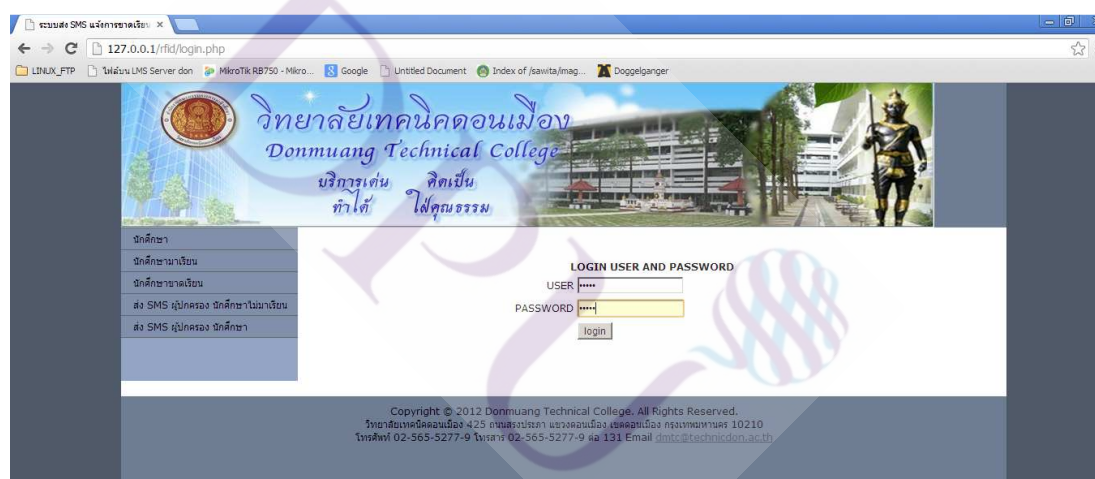 ระบบส่ง SMS แจ้งการขาดเรียน
127.0.0.1/rfid/login.php
LINUX_FTP
ไฟล์บน LMS Server don
MikroTik RB750 - Mikro...
Google
Untitled Document
Index of /sawita/imag...
Doggelganger
วิทยาลัยเทคนิคดอนเมือง
Donmuang Technical College
บริการเด่น คิดเป็น
ทำได้ ใฝ่คุณธรรม
นักศึกษา
นักศึกษามาเรียน
นักศึกษาขาดเรียน
ส่ง SMS ผู้ปกครอง นักศึกษาไม่มาเรียน
ส่ง SMS ผู้ปกครอง นักศึกษา
LOGIN USER AND PASSWORD
USER •••••
PASSWORD •••••
login
Copyright © 2012 Donmuang Technical College. All Rights Reserved.
วิทยาลัยเทคนิคดอนเมือง 425 ถนนสรงประภา แขวงดอนเมือง เขตดอนเมือง กรุงเทพมหานคร 10210
โทรศัพท์ 02-565-5277-9 โทรสาร 02-565-5277-9 ต่อ 131 Email dmtc@technicdon.ac.th